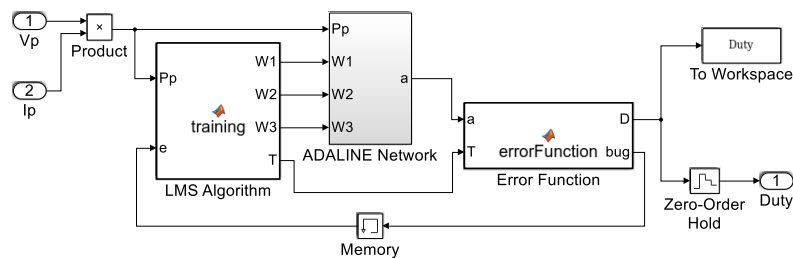 1
Vp
2
Ip
×
Product
Pp
e
training
W1
W2
W3
T
LMS Algorithm
Pp
W1
W2
W3
a
ADALINE Network
a
T
errorFunction
D
bug
Error Function
Duty
To Workspace
Zero-Order
Hold
1
Duty
Memory